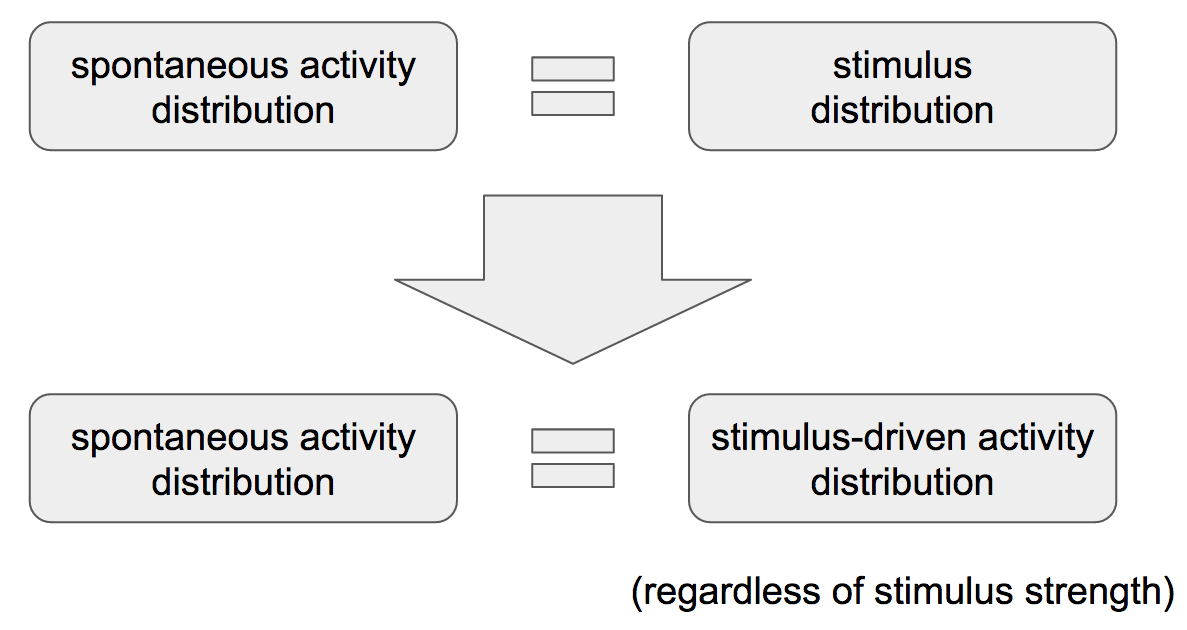 spontaneous activity
distribution
stimulus
distribution
spontaneous activity
distribution
stimulus-driven activity
distribution
(regardless of stimulus strength)